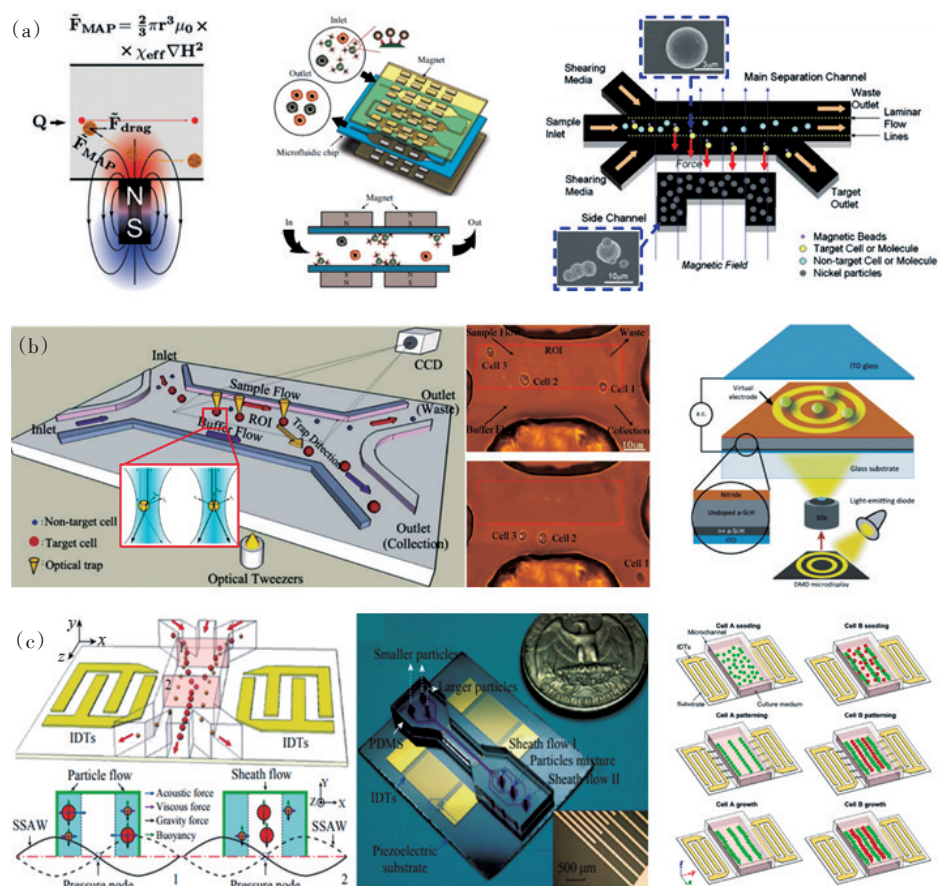 (a)
F̃MAP = 2/3 πr³μ0 ×
× χeff∇H²
Q
F̃drag
F̃MAP
N
S
Inlet
Outlet
Magnet
Microfluidic chip
Magnet
In
Out
S
S
N
N
S
S
N
N
3μm
Shearing
Media
Main Separation Channel
Waste
Outlet
Laminar
Flow
Lines
Sample
Inlet
Force
Shearing
Media
Target
Outlet
Side
Channel
10μm
Magnetic Field
Magnetic Beads
Target Cell or Molecule
Non-target Cell or Molecule
Nickel particles
(b)
CCD
Inlet
Sample Flow
Outlet
(Waste)
Inlet
ROI
Buffer Flow
Trap Direction
:Non-target cell
:Target cell
:Optical trap
Outlet
(Collection)
Optical Tweezers
Sample Flow
Waste
ROI
Cell 3
Cell 2
Cell 1
Buffer Flow
Collection
10μm
Cell 3
Cell 2
Cell 1
ITO glass
Virtual
electrode
a.c.
Glass substrate
Nitride
Undoped a-Si:H
n+ a-Si:H
ITO
10x
Light-emitting diode
DMD microdisplay
(c)
y
x
z
1
2
IDTs
IDTs
Particle flow
Sheath flow
Acoustic force
Viscous force
Gravity force
Buoyancy
Y
Z
X
SSAW
SSAW
Pressure node
1
Pressure node
2
Smaller particles
Larger particles
PDMS
Sheath flow I
Particles mixture
Sheath flow II
IDTs
Piezoelectric
substrate
500 μm
Cell A seeding
Cell B seeding
Microchannel
IDTs
Substrate
Culture medium
Cell A patterning
Cell B patterning
Cell A growth
Cell B growth